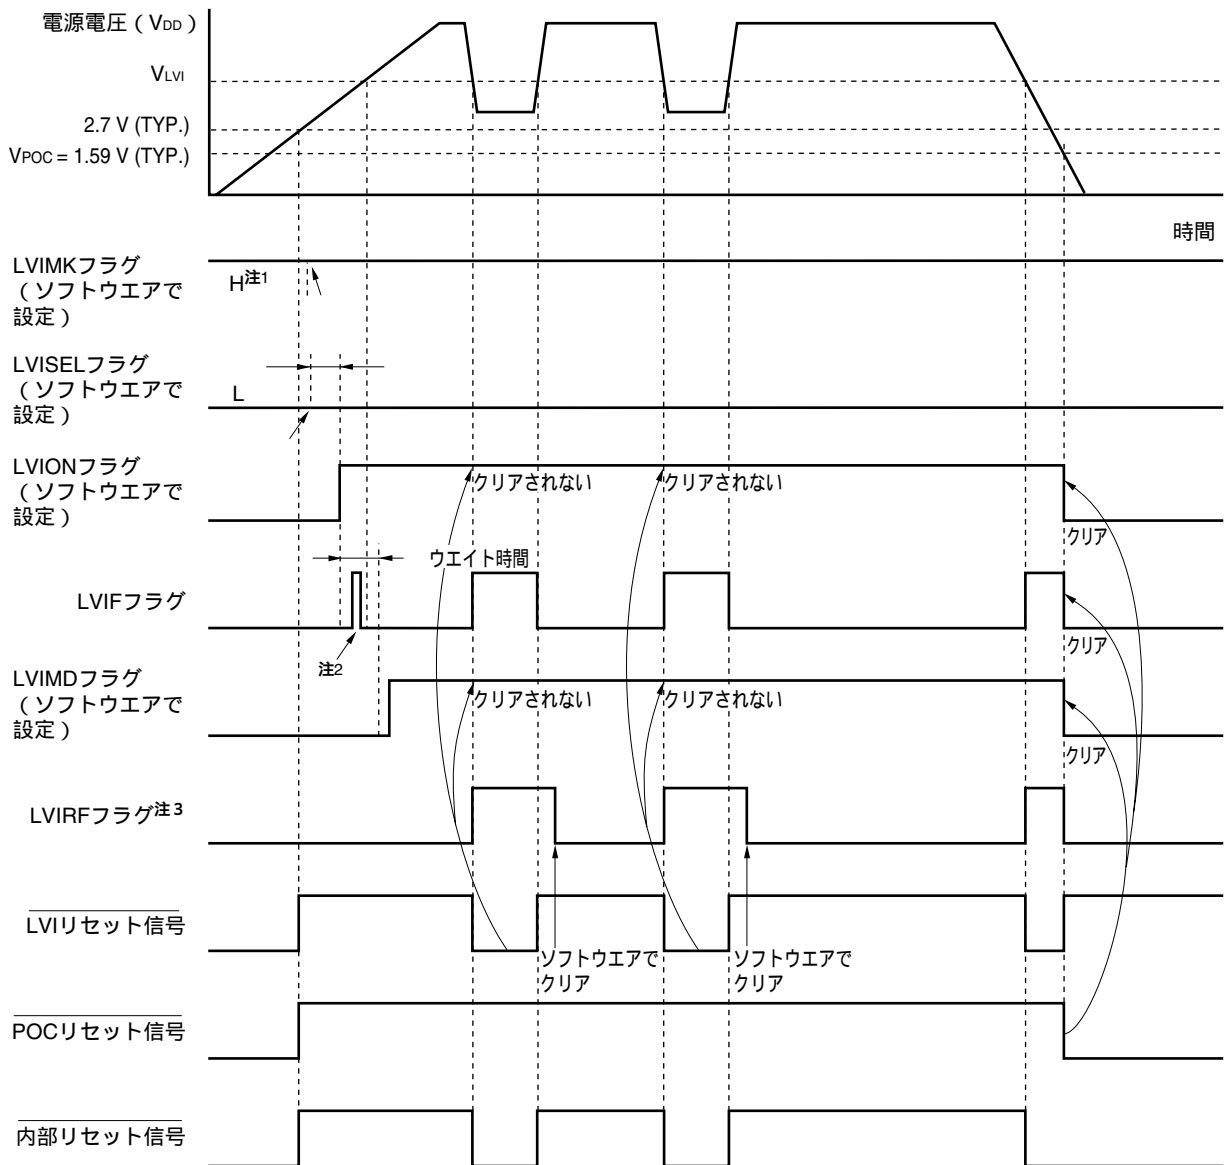 電源電圧（VDD）
VLVI
2.7 V (TYP.)
VPOC = 1.59 V (TYP.)
時間
LVIMKフラグ
（ソフトウエアで
設定）
H注1
LVISELフラグ
（ソフトウエアで
設定）
L
LVIONフラグ
（ソフトウエアで
設定）
クリアされない
クリアされない
クリア
ウエイト時間
LVIFフラグ
注2
クリア
LVIMDフラグ
（ソフトウエアで
設定）
クリアされない
クリアされない
クリア
LVIRFフラグ注3
LVIリセット信号
ソフトウエアで
クリア
ソフトウエアで
クリア
POCリセット信号
内部リセット信号